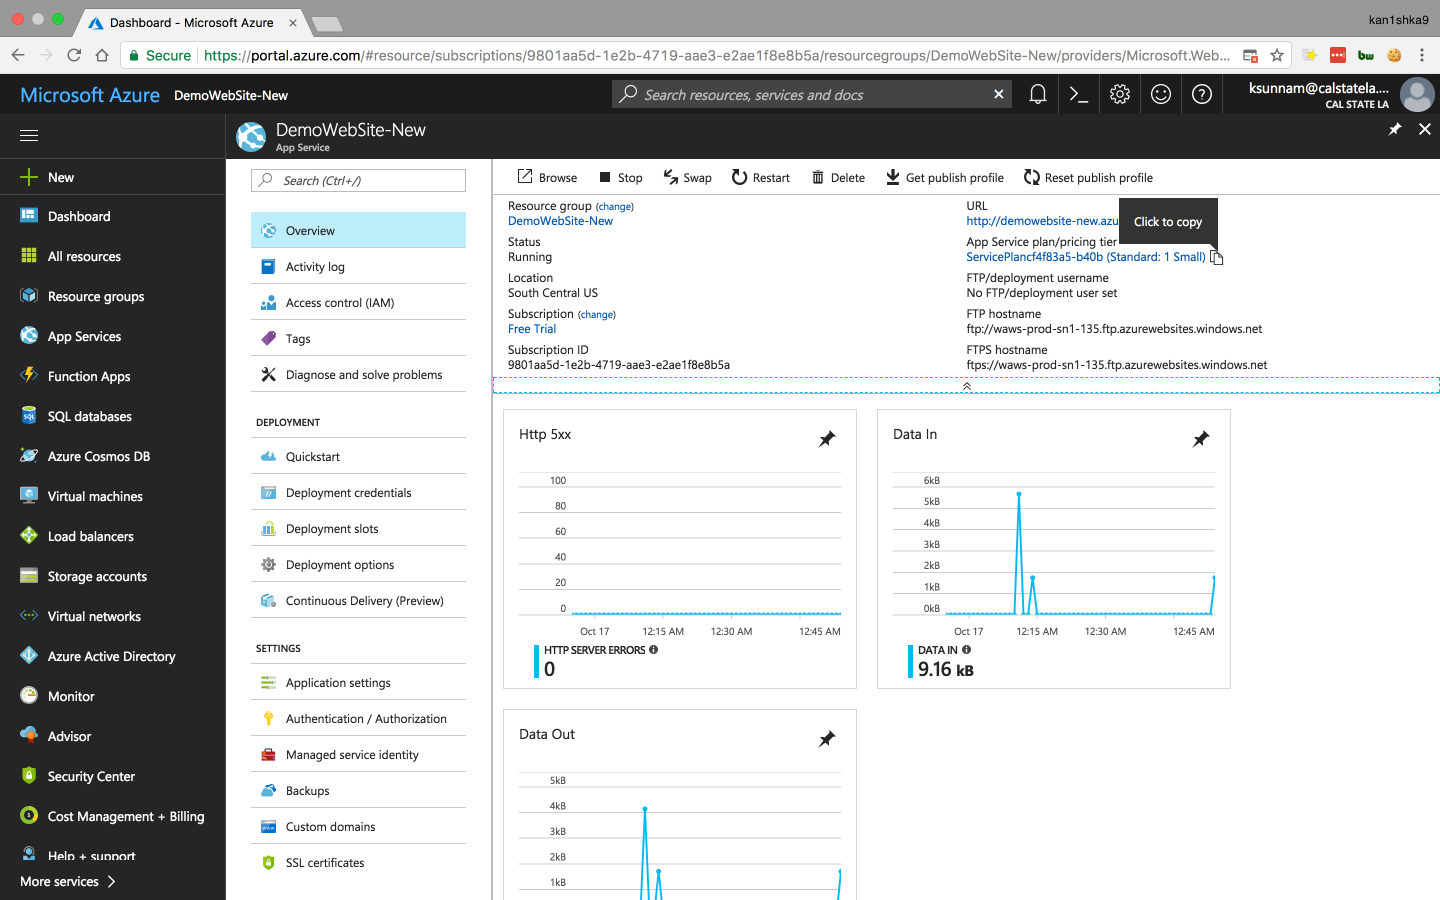 Dashboard - Microsoft Azure
kan1shka9
Secure
https://portal.azure.com/#resource/subscriptions/9801aa5d-1e2b-4719-aae3-e2ae1f8e8b5a/resourcegroups/DemoWebSite-New/providers/Microsoft.Web...
Microsoft Azure DemoWebSite-New
Search resources, services and docs
ksunnam@calstatela....
CAL STATE LA
DemoWebSite-New
App Service
New
Dashboard
All resources
Resource groups
App Services
Function Apps
SQL databases
Azure Cosmos DB
Virtual machines
Load balancers
Storage accounts
Virtual networks
Azure Active Directory
Monitor
Advisor
Security Center
Cost Management + Billing
Help + support
More services
Search (Ctrl+/)
Overview
Activity log
Access control (IAM)
Tags
Diagnose and solve problems
DEPLOYMENT
Quickstart
Deployment credentials
Deployment slots
Deployment options
Continuous Delivery (Preview)
SETTINGS
Application settings
Authentication / Authorization
Managed service identity
Backups
Custom domains
SSL certificates
Browse Stop Swap Restart Delete Get publish profile Reset publish profile
Resource group (change)
DemoWebSite-New
Status
Running
Location
South Central US
Subscription (change)
Free Trial
Subscription ID
9801aa5d-1e2b-4719-aae3-e2ae1f8e8b5a
URL
http://demowebsite-new.azu
Click to copy
App Service plan/pricing tier
ServicePlancf4f83a5-b40b (Standard: 1 Small)
FTP/deployment username
No FTP/deployment user set
FTP hostname
ftp://waws-prod-sn1-135.ftp.azurewebsites.windows.net
FTPS hostname
ftps://waws-prod-sn1-135.ftp.azurewebsites.windows.net
Http 5xx
100
80
60
40
20
0
Oct 17 12:15 AM 12:30 AM 12:45 AM
HTTP SERVER ERRORS
0
Data In
6kB
5kB
4kB
3kB
2kB
1kB
0kB
Oct 17 12:15 AM 12:30 AM 12:45 AM
DATA IN
9.16 kB
Data Out
5kB
4kB
3kB
2kB
1kB